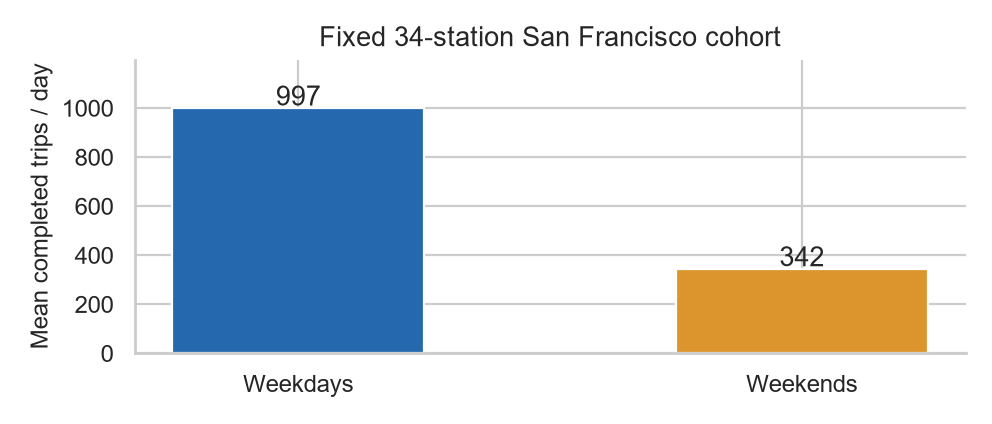 Fixed 34-station San Francisco cohort
Mean completed trips / day
1000
800
600
400
200
0
997
342
Weekdays
Weekends